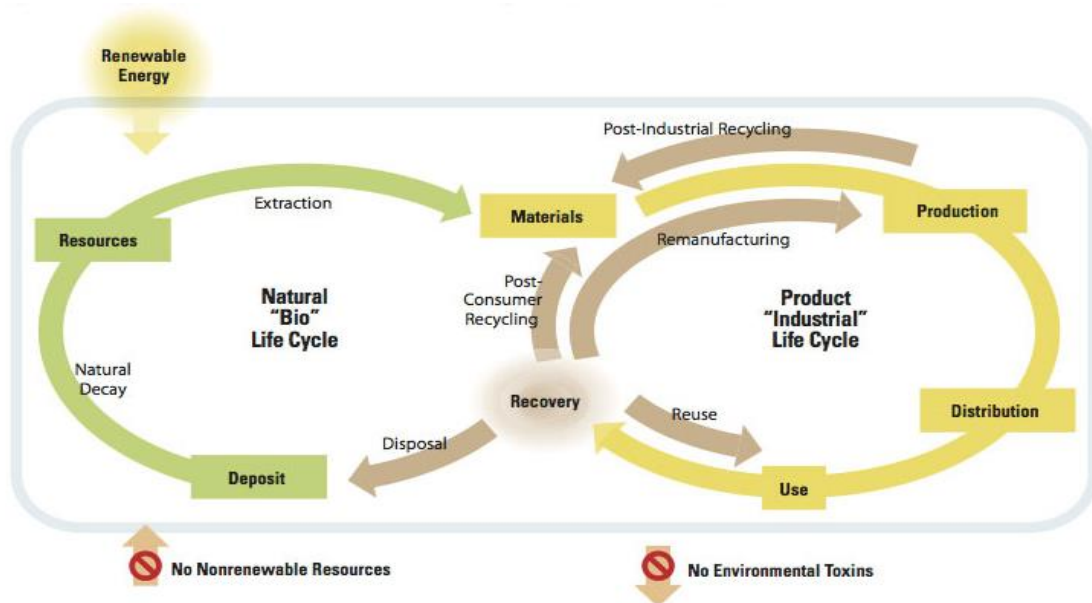 Renewable
Energy
Post-Industrial Recycling
Extraction
Materials
Production
Resources
Remanufacturing
Natural
"Bio"
Life Cycle
Post-
Consumer
Recycling
Product
"Industrial"
Life Cycle
Natural
Decay
Recovery
Distribution
Reuse
Disposal
Deposit
Use
No Nonrenewable Resources
No Environmental Toxins